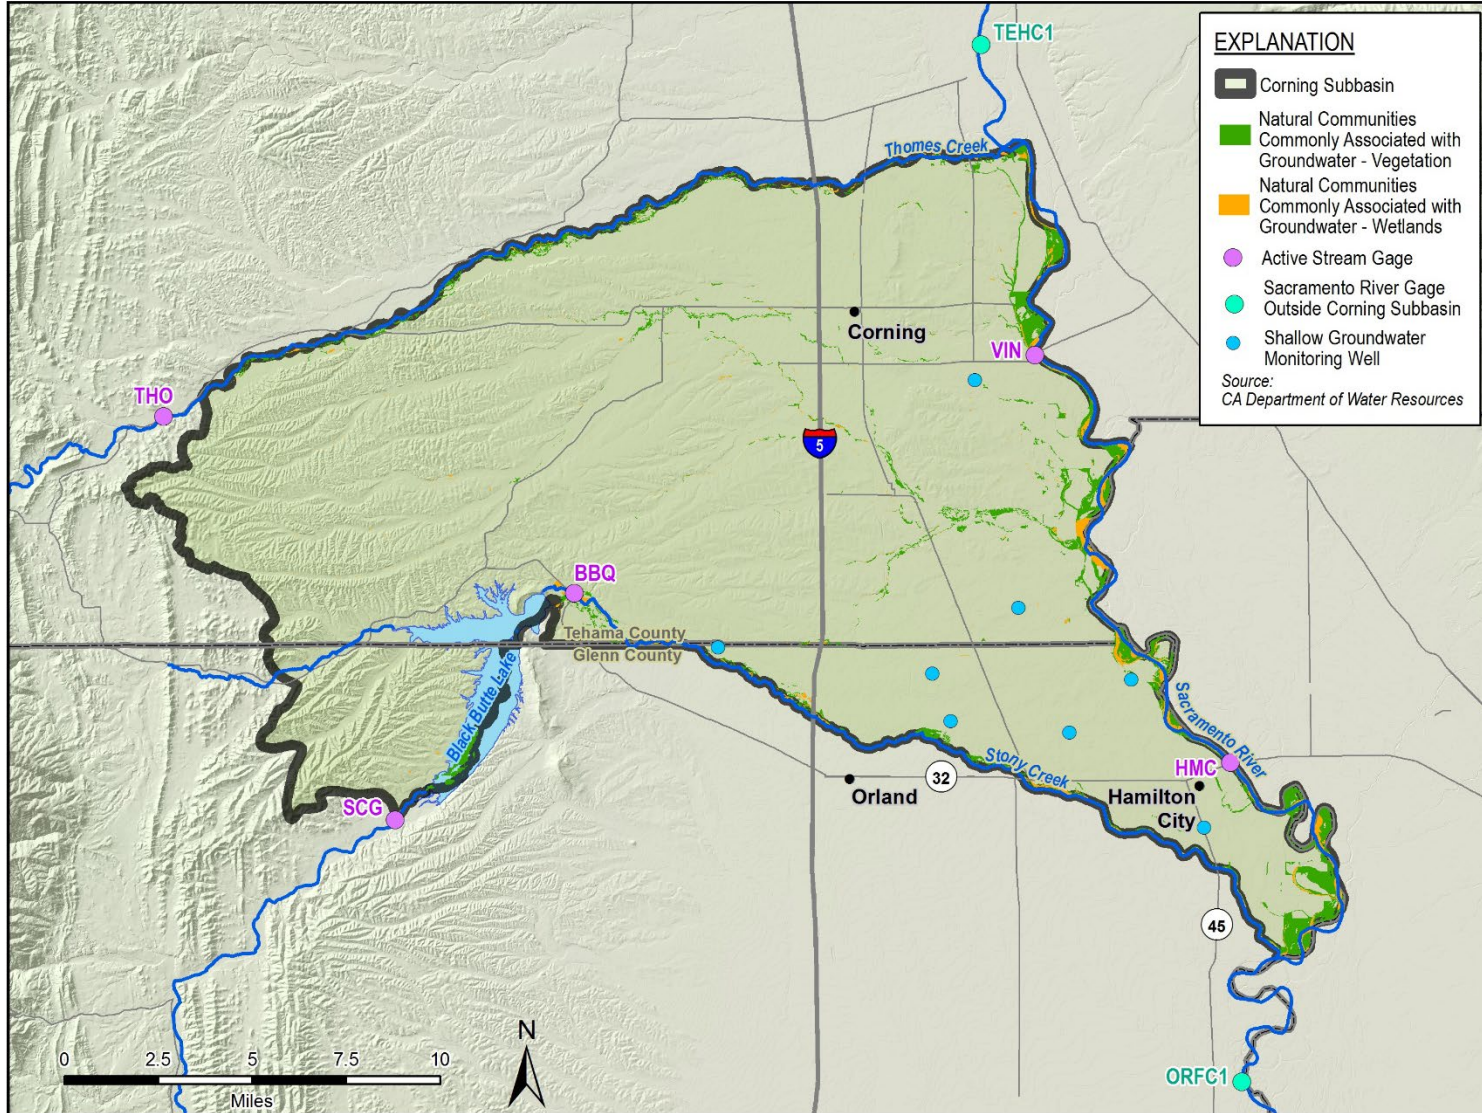 TEHC1
EXPLANATION
Corning Subbasin
Natural Communities
Commonly Associated with
Groundwater - Vegetation
Natural Communities
Commonly Associated with
Groundwater - Wetlands
Active Stream Gage
Sacramento River Gage
Outside Corning Subbasin
Shallow Groundwater
Monitoring Well
Source:
CA Department of Water Resources
Thomes Creek
Corning
VIN
THO
5
BBQ
Tehama County
Glenn County
Black Butte Lake
Sacramento River
Stony Creek
HMC
32
Orland
Hamilton
City
SCG
45
N
0 2.5 5 7.5 10
Miles
ORFC1